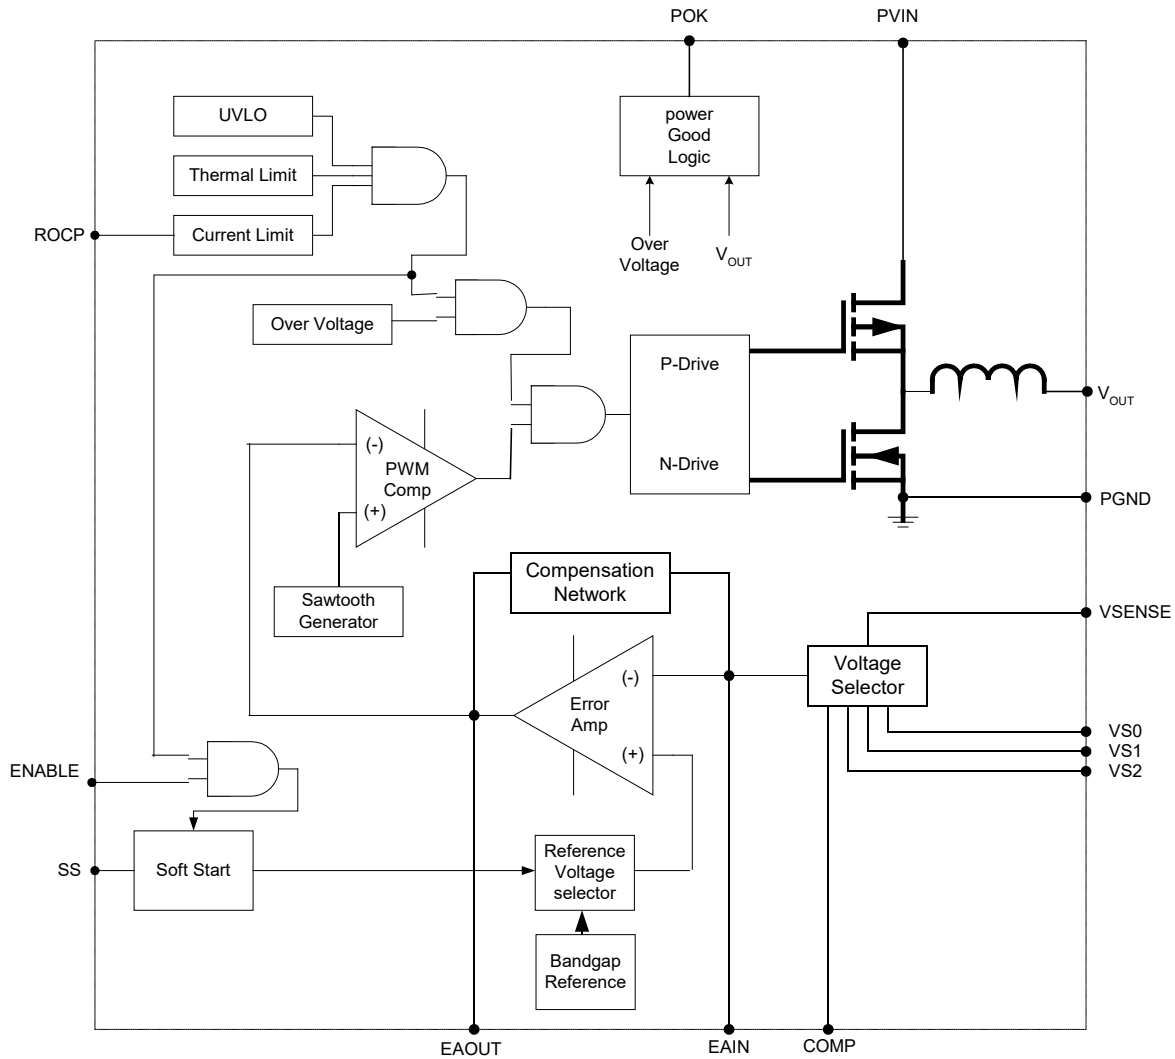 POK
PVIN
UVLO
power
Good
Logic
Thermal Limit
ROCP
Current Limit
Over
Voltage
VOUT
Over Voltage
P-Drive
VOUT
(-)
PWM
Comp
N-Drive
(+)
PGND
Compensation
Network
Sawtooth
Generator
VSENSE
Voltage
Selector
(-)
Error
Amp
(+)
VS0
VS1
VS2
ENABLE
SS
Soft Start
Reference
Voltage
selector
Bandgap
Reference
EAOUT
EAIN
COMP